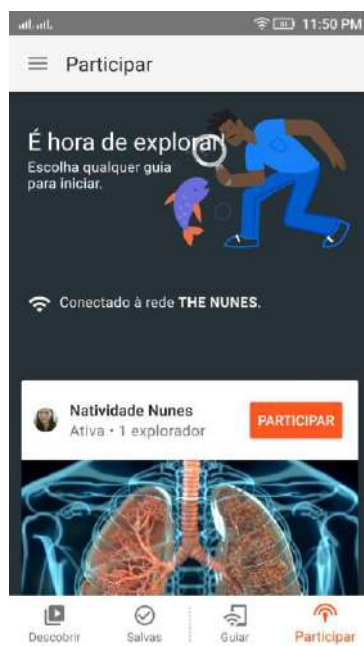 11:50 PM
Participar
É hora de explorar!
Escolha qualquer guia
para iniciar.
Conectado à rede THE NUNES.
Natividade Nunes
Ativa • 1 explorador
PARTICIPAR
Descobrir
Salvas
Guiar
Participar